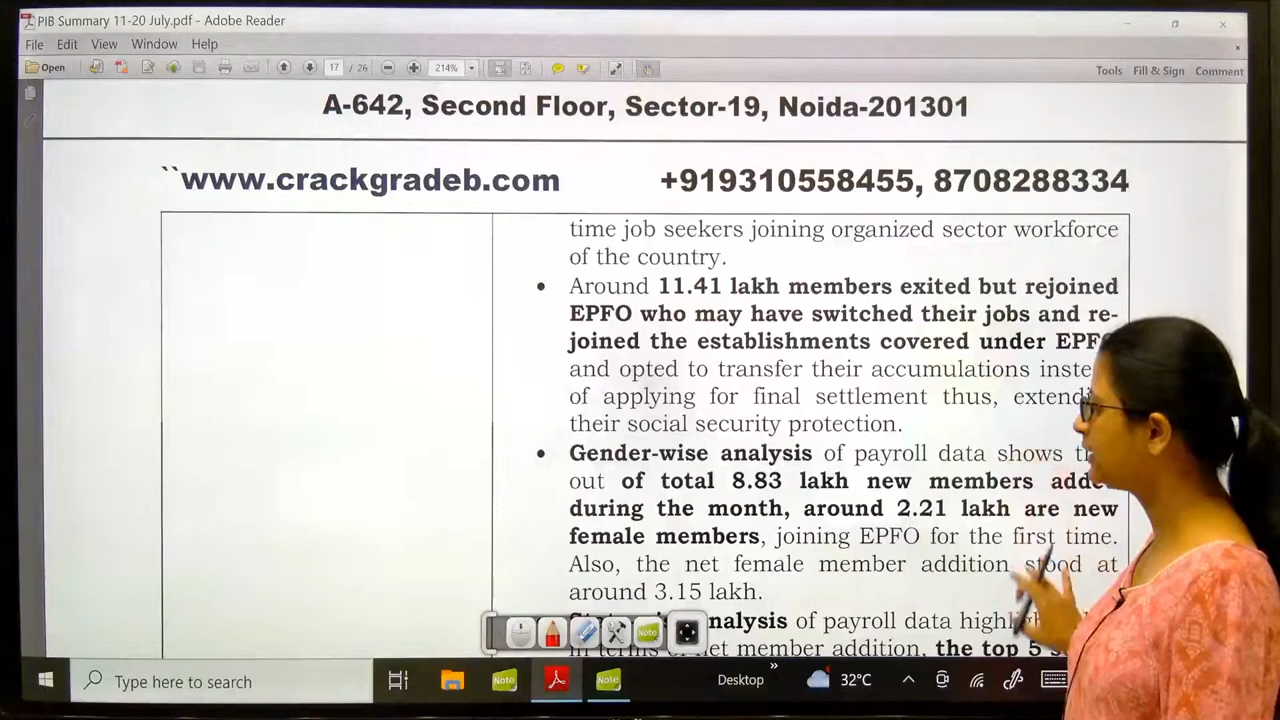 PIB Summary 11-20 July.pdf - Adobe Reader
File Edit View Window Help
Open 17 / 26 214% Tools Fill & Sign Comment
A-642, Second Floor, Sector-19, Noida-201301
``www.crackgradeb.com +919310558455, 8708288334
time job seekers joining organized sector workforce
of the country.
• Around 11.41 lakh members exited but rejoined
EPFO who may have switched their jobs and re-
joined the establishments covered under
and opted to transfer their accumulations
of applying for final settlement thus,
their social security protection.
• Gender-wise analysis of payroll data shows
out of total 8.83 lakh new members
during the month, around 2.21 lakh are new
female members, joining EPFO for the first time.
Also, the net female member addition stood at
around 3.15 lakh.
of payroll data
net member addition, the top 5
Note
Type here to search
Note
Note
Desktop
»
32°C